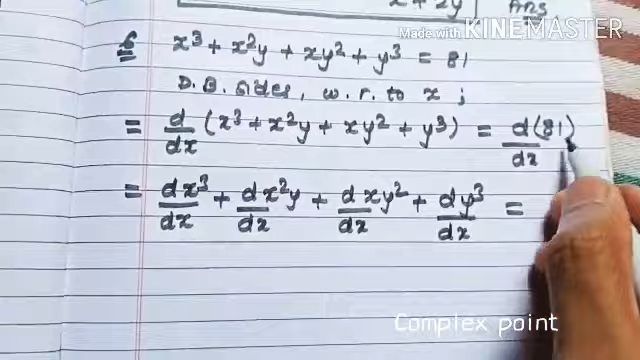 x + 2y Ans
Made with KINEMASTER
6 x³ + x²y + xy² + y³ = 81
D. B. sides, w. r. to x ;
= d/dx (x³ + x²y + xy² + y³) = d(81)/dx
= dx³/dx + dx²y/dx + dxy²/dx + dy³/dx =
Complex point